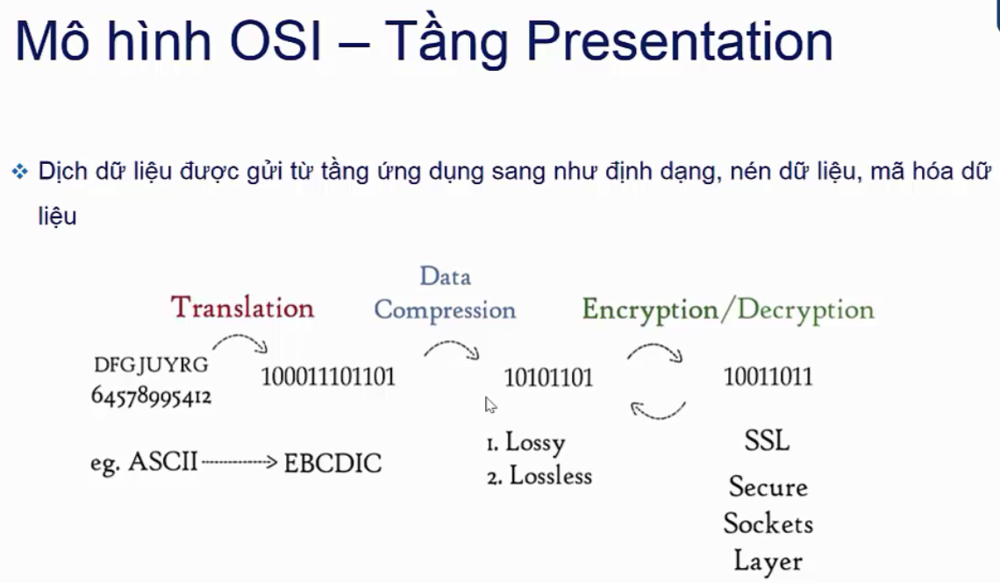 Mô hình OSI – Tầng Presentation
❖ Dịch dữ liệu được gửi từ tầng ứng dụng sang như định dạng, nén dữ liệu, mã hóa dữ
liệu
Translation
Data
Compression
Encryption/Decryption
DFGJUYRG
64578995412
100011101101
10101101
10011011
eg. ASCII → EBCDIC
1. Lossy
2. Lossless
SSL
Secure
Sockets
Layer